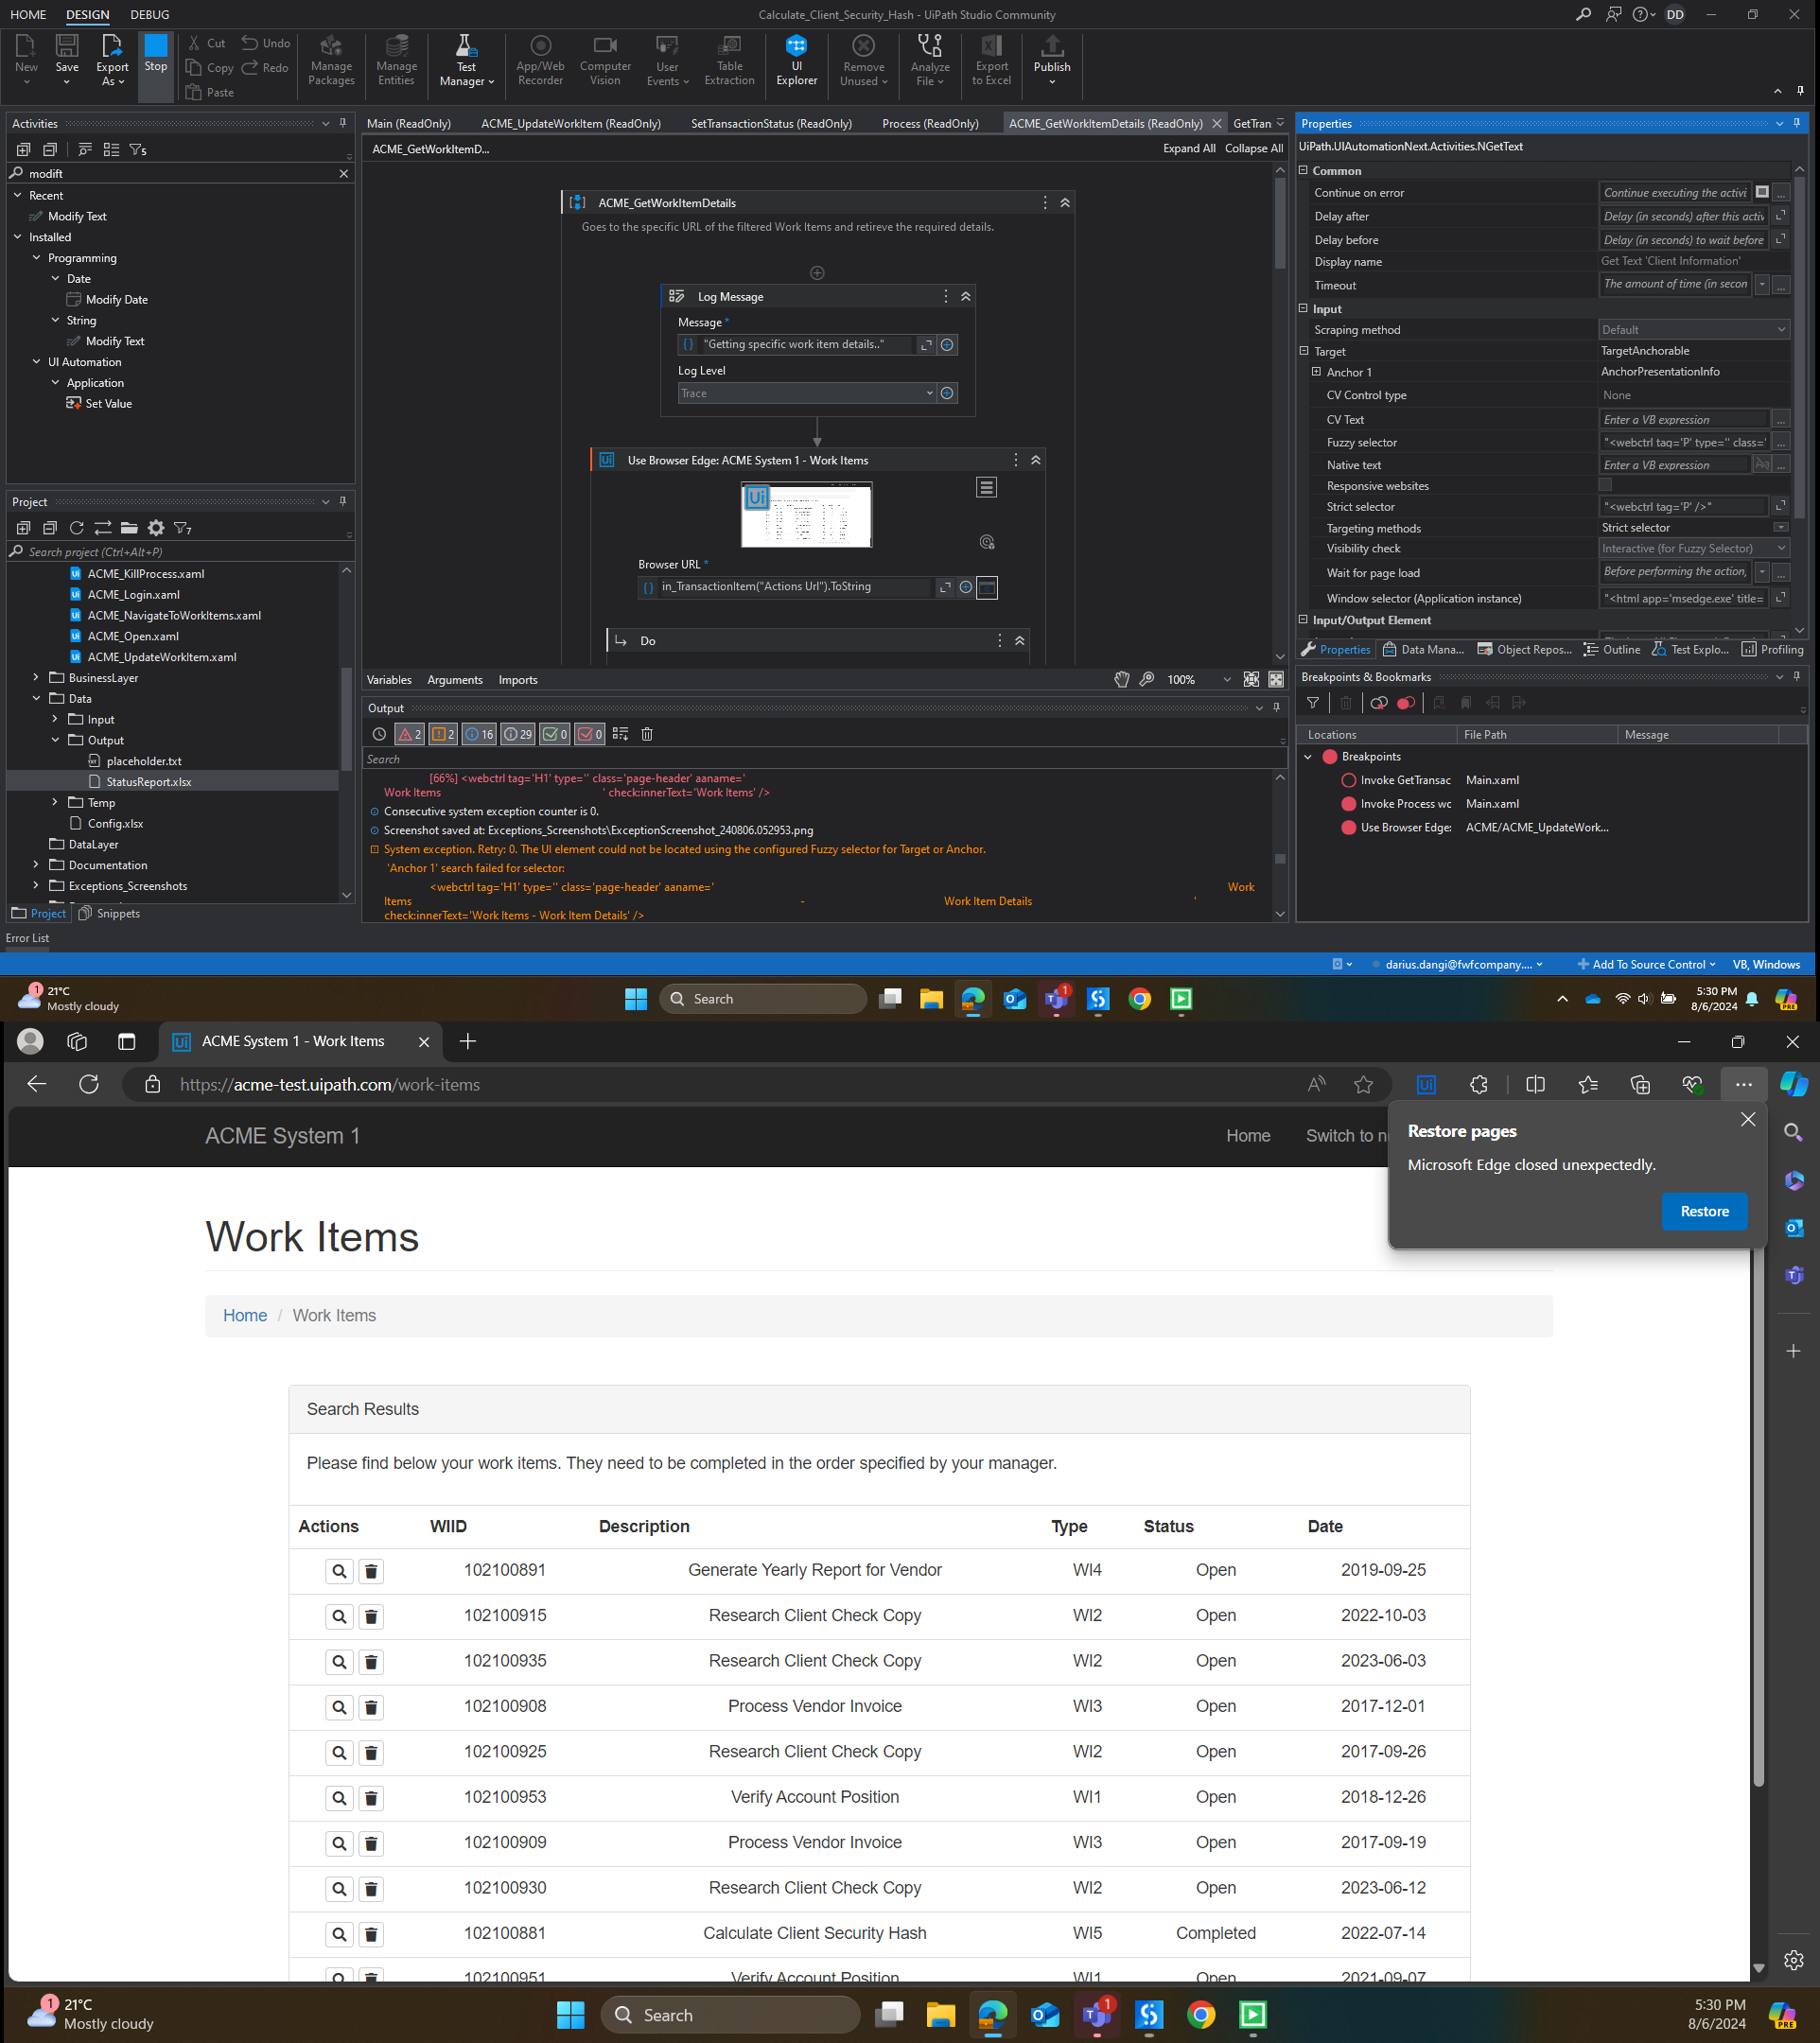 HOME DESIGN DEBUG
Calculate_Client_Security_Hash - UiPath Studio Community
DD
New
Save
Export As
Stop
Cut
Copy
Paste
Undo
Redo
Manage Packages
Manage Entities
Test Manager
App/Web Recorder
Computer Vision
User Events
Table Extraction
UI Explorer
Remove Unused
Analyze File
Export to Excel
Publish
Activities
modift
Recent
Modify Text
Installed
Programming
Date
Modify Date
String
Modify Text
UI Automation
Application
Set Value
Project
Search project (Ctrl+Alt+P)
ACME_KillProcess.xaml
ACME_Login.xaml
ACME_NavigateToWorkItems.xaml
ACME_Open.xaml
ACME_UpdateWorkItem.xaml
BusinessLayer
Data
Input
Output
placeholder.txt
StatusReport.xlsx
Temp
Config.xlsx
DataLayer
Documentation
Exceptions_Screenshots
Project Snippets
Error List
Main (ReadOnly) ACME_UpdateWorkItem (ReadOnly) SetTransactionStatus (ReadOnly) Process (ReadOnly) ACME_GetWorkItemDetails (ReadOnly) GetTran
ACME_GetWorkItemD...
Expand All Collapse All
ACME_GetWorkItemDetails
Goes to the specific URL of the filtered Work Items and retireve the required details.
Log Message
Message *
"Getting specific work item details.."
Log Level
Trace
Use Browser Edge: ACME System 1 - Work Items
Browser URL *
in_TransactionItem("Actions Url").ToString
Do
Variables Arguments Imports
100%
Output
2 2 16 29 0 0
Search
[66%] <webctrl tag='H1' type='' class='page-header' aaname='
Work Items ' check:innerText='Work Items' />
Consecutive system exception counter is 0.
Screenshot saved at: Exceptions_Screenshots\ExceptionScreenshot_240806.052953.png
System exception. Retry: 0. The UI element could not be located using the configured Fuzzy selector for Target or Anchor.
'Anchor 1' search failed for selector:
<webctrl tag='H1' type='' class='page-header' aaname=' Work
Items - Work Item Details '
check:innerText='Work Items - Work Item Details' />
Properties
UiPath.UIAutomationNext.Activities.NGetText
Common
Continue on error Continue executing the activi
Delay after Delay (in seconds) after this activ
Delay before Delay (in seconds) to wait before
Display name Get Text 'Client Information'
Timeout The amount of time (in secon
Input
Scraping method Default
Target TargetAnchorable
Anchor 1 AnchorPresentationInfo
CV Control type None
CV Text Enter a VB expression
Fuzzy selector "<webctrl tag='P' type='' class='
Native text Enter a VB expression
Responsive websites
Strict selector "<webctrl tag='P' />"
Targeting methods Strict selector
Visibility check Interactive (for Fuzzy Selector)
Wait for page load Before performing the action,
Window selector (Application instance) "<html app='msedge.exe' title=
Input/Output Element
Properties Data Mana... Object Repos... Outline Test Explo... Profiling
Breakpoints & Bookmarks
Locations File Path Message
Breakpoints
Invoke GetTransac Main.xaml
Invoke Process wc Main.xaml
Use Browser Edge: ACME/ACME_UpdateWork...
darius.dangi@fwfcompany.... Add To Source Control VB, Windows
1
21°C
Mostly cloudy
Search
1
5:30 PM
8/6/2024
ACME System 1 - Work Items
https://acme-test.uipath.com/work-items
ACME System 1
Home Switch to n
Restore pages
Microsoft Edge closed unexpectedly.
Restore
Work Items
Home / Work Items
Search Results
Please find below your work items. They need to be completed in the order specified by your manager.
Actions WIID Description Type Status Date
102100891 Generate Yearly Report for Vendor WI4 Open 2019-09-25
102100915 Research Client Check Copy WI2 Open 2022-10-03
102100935 Research Client Check Copy WI2 Open 2023-06-03
102100908 Process Vendor Invoice WI3 Open 2017-12-01
102100925 Research Client Check Copy WI2 Open 2017-09-26
102100953 Verify Account Position WI1 Open 2018-12-26
102100909 Process Vendor Invoice WI3 Open 2017-09-19
102100930 Research Client Check Copy WI2 Open 2023-06-12
102100881 Calculate Client Security Hash WI5 Completed 2022-07-14
102100951 Verify Account Position WI1 Open 2021-09-07
1
21°C
Mostly cloudy
Search
1
5:30 PM
8/6/2024